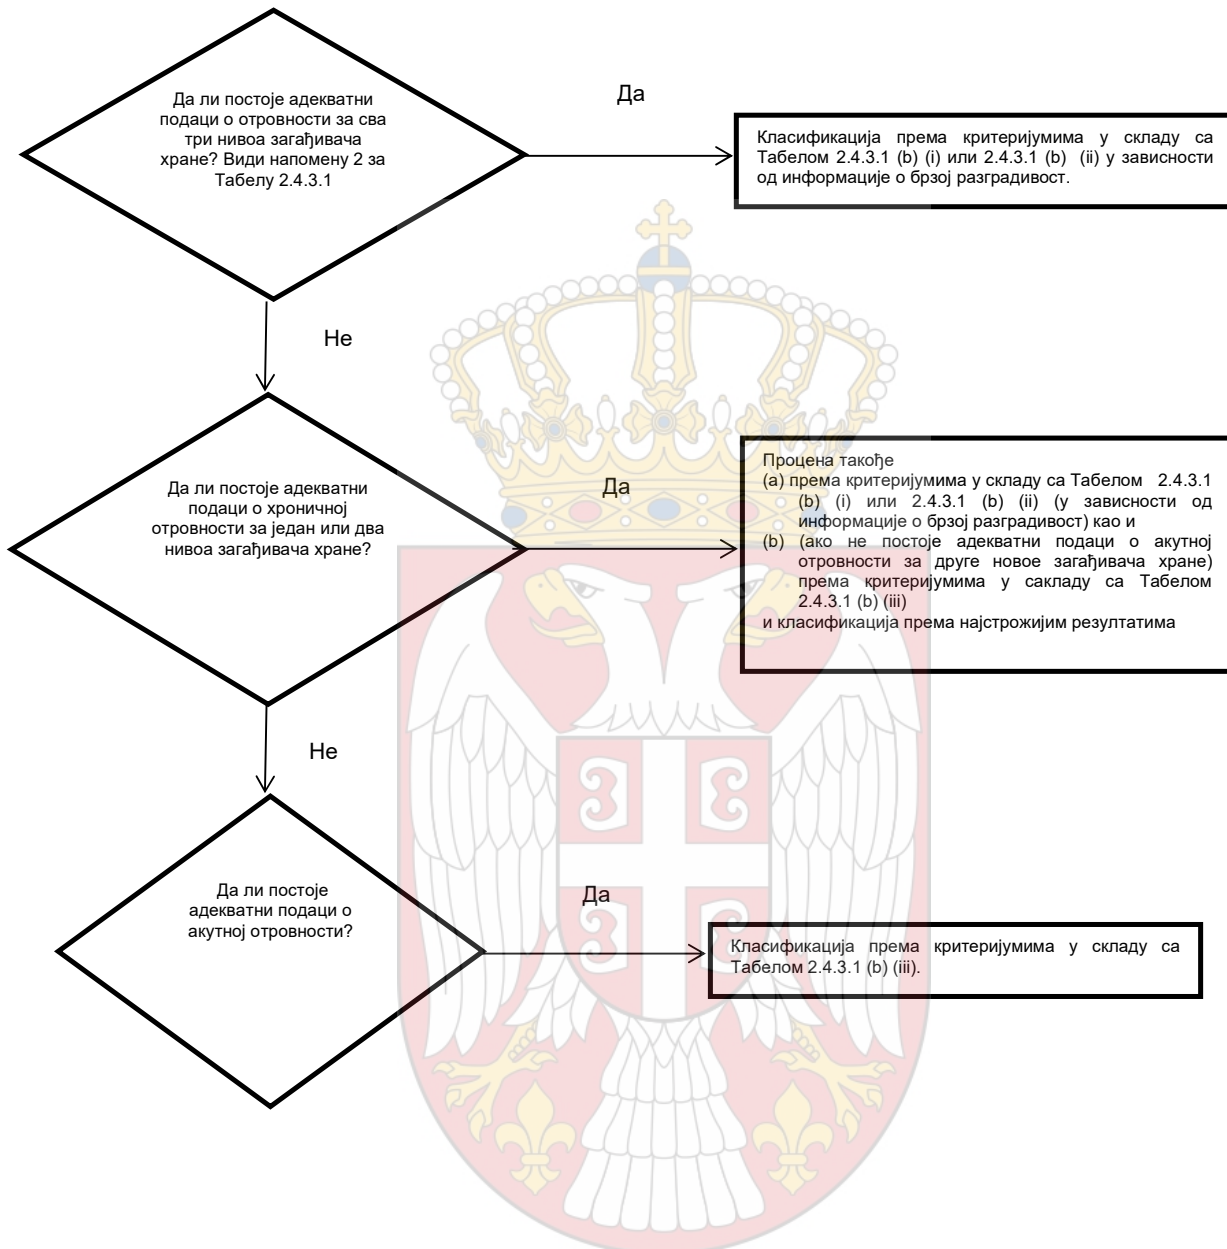 Да ли постоје адекватни
подаци о отровности за сва
три нивоа загађивача
хране? Види напомену 2 за
Табелу 2.4.3.1
Да
Класификација према критеријумима у складу са
Табелом 2.4.3.1 (b) (i) или 2.4.3.1 (b) (ii) у зависности
од информације о брзој разградивост.
Не
Да ли постоје адекватни
подаци о хроничној
отровности за један или два
нивоа загађивача хране?
Да
Процена такође
(a) према критеријумима у складу са Табелом 2.4.3.1
(b) (i) или 2.4.3.1 (b) (ii) (у зависности од
информације о брзој разградивост) као и
(b) (ако не постоје адекватни подаци о акутној
отровности за друге новое загађивача хране)
према критеријумима у сакладу са Табелом
2.4.3.1 (b) (iii)
и класификација према најстрожијим резултатима
Не
Да ли постоје
адекватни подаци о
акутној отровности?
Да
Класификација према критеријумима у складу са
Табелом 2.4.3.1 (b) (iii).